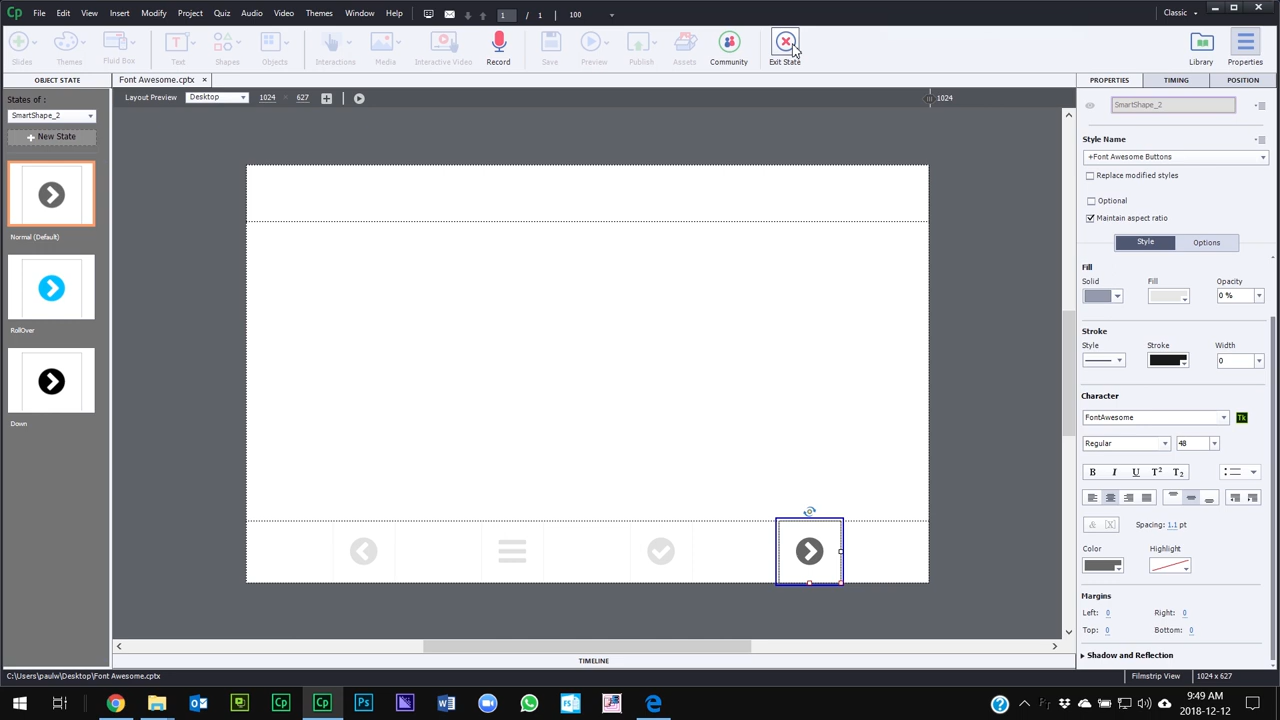 Cp File Edit View Insert Modify Project Quiz Audio Video Themes Window Help 1 / 1 100 Classic
Slides Themes Fluid Box Text Shapes Objects Interactions Media Interactive Video Record Save Preview Publish Assets Community Exit State Library Properties
OBJECT STATE Font Awesome.cptx × PROPERTIES TIMING POSITION
Layout Preview Desktop 1024 × 627 1024
States of :
SmartShape_2
New State
Normal (Default)
RollOver
Down
SmartShape_2
Style Name
+Font Awesome Buttons
Replace modified styles
Optional
Maintain aspect ratio
Style Options
Fill
Solid Fill Opacity
0 %
Stroke
Style Stroke Width
0
Character
FontAwesome Tk
Regular 48
B I U T² T₂
& [X] Spacing: 1.1 pt
Color Highlight
Margins
Left: 0 Right: 0
Top: 0 Bottom: 0
Shadow and Reflection
TIMELINE
C:\Users\paulw\Desktop\Font Awesome.cptx Filmstrip View 1024 x 627
9:49 AM
2018-12-12